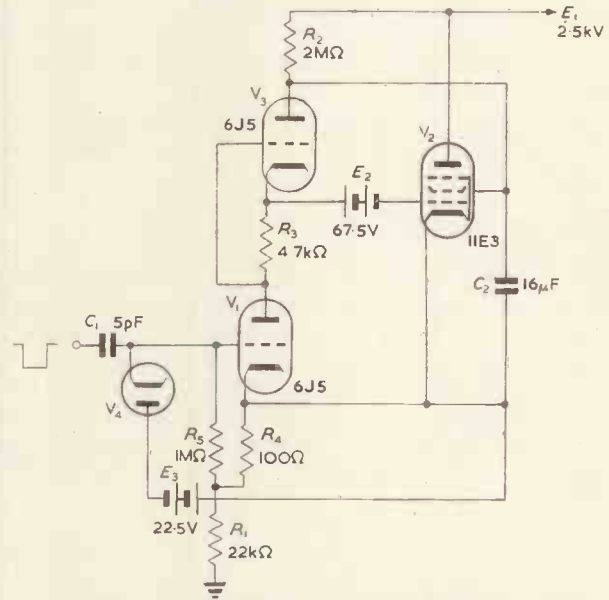 E₁
2·5kV
R₂
2MΩ
V₃
6J5
V₂
E₂
67·5V
11E3
R₃
4·7kΩ
C₂
16μF
V₁
C₁
5pF
6J5
V₄
R₅
1MΩ
R₄
100Ω
E₃
22·5V
R₁
22kΩ